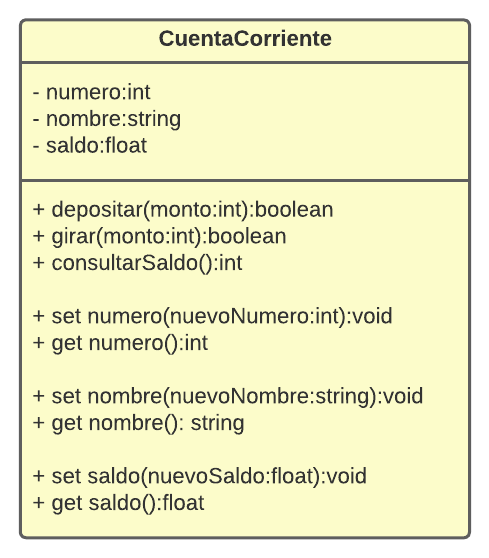 CuentaCorriente
- numero:int
- nombre:string
- saldo:float
+ depositar(monto:int):boolean
+ girar(monto:int):boolean
+ consultarSaldo():int
+ set numero(nuevoNumero:int):void
+ get numero():int
+ set nombre(nuevoNombre:string):void
+ get nombre(): string
+ set saldo(nuevoSaldo:float):void
+ get saldo():float